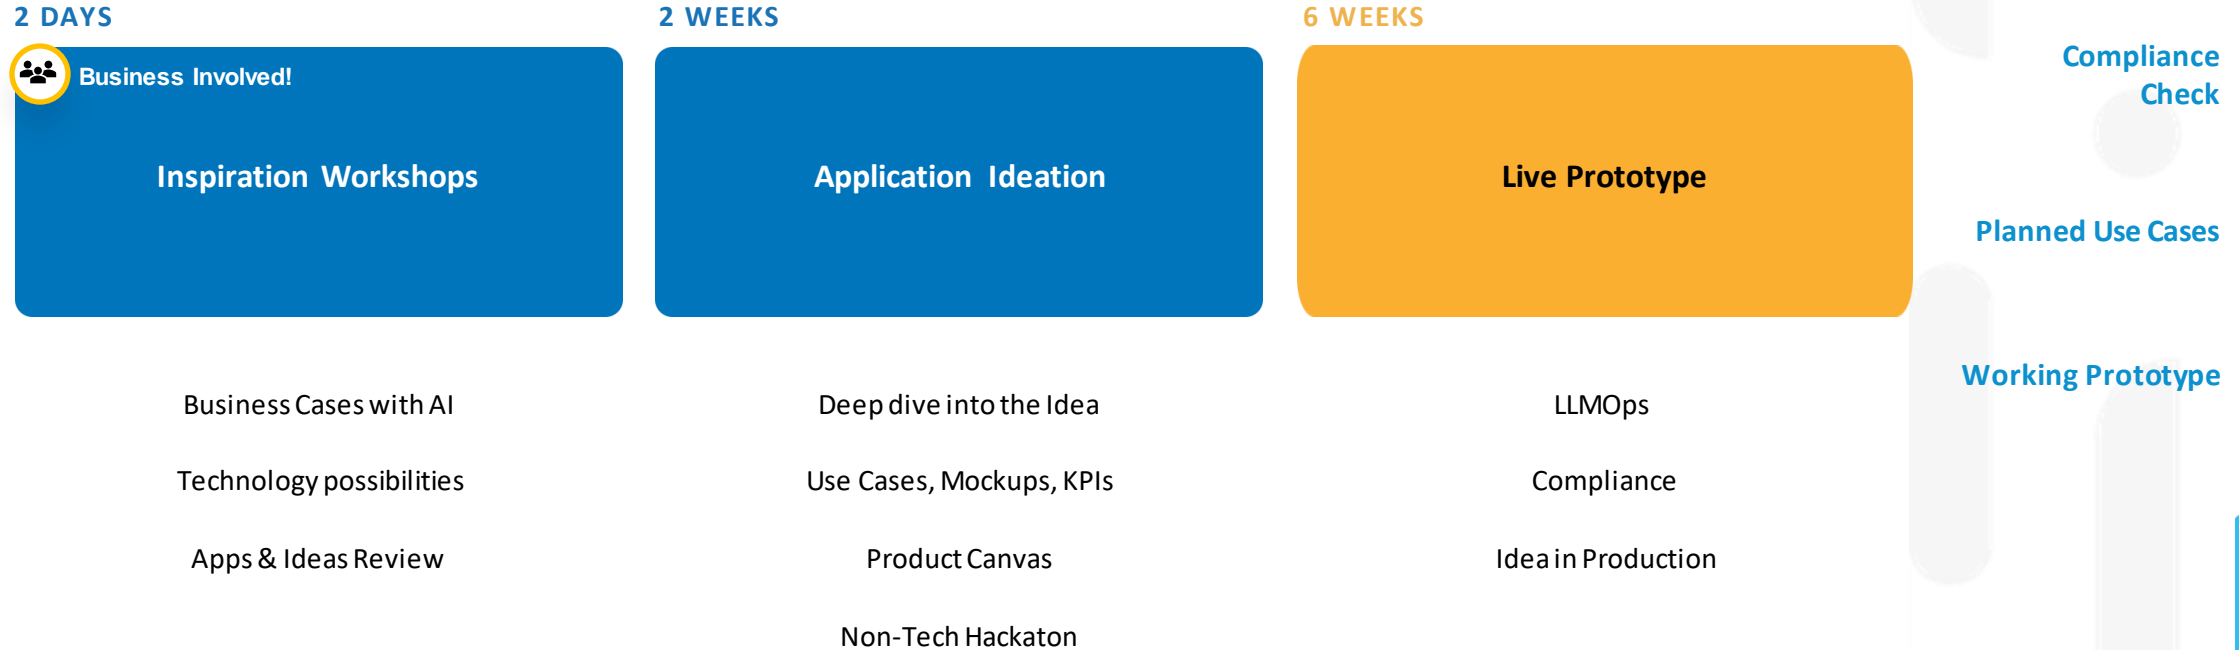 2 DAYS
Business Involved!
Inspiration Workshops
Business Cases with AI
Technology possibilities
Apps & Ideas Review
2 WEEKS
Application Ideation
Deep dive into the Idea
Use Cases, Mockups, KPIs
Product Canvas
Non-Tech Hackaton
6 WEEKS
Live Prototype
LLMOps
Compliance
Idea in Production
Compliance
Check
Planned Use Cases
Working Prototype